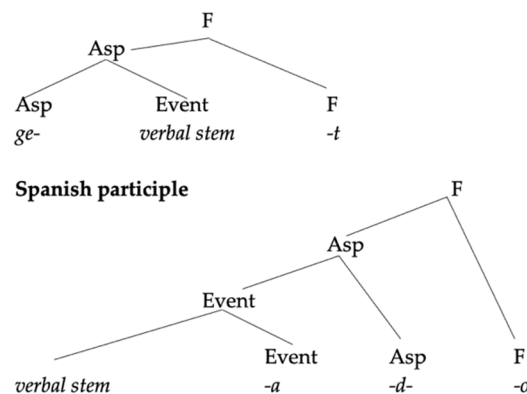 F
Asp
Asp Event F
ge- verbal stem -t
Spanish participle
F
Asp
Event
Event Asp F
verbal stem -a -d- -o